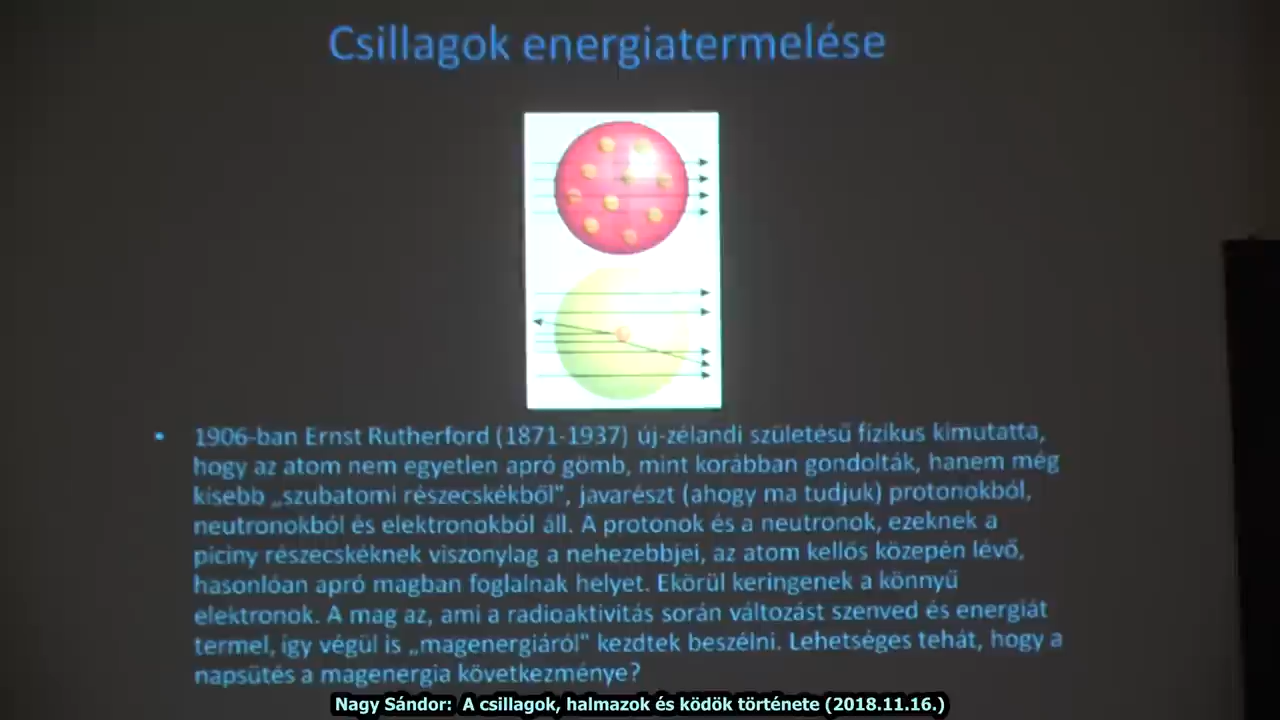 Csillagok energiatermelése
• 1906-ban Ernst Rutherford (1871-1937) új-zélandi születésű fizikus kimutatta,
hogy az atom nem egyetlen apró gömb, mint korábban gondolták, hanem még
kisebb „szubatomi részecskékből", javarészt (ahogy ma tudjuk) protonokból,
neutronokból és elektronokból áll. A protonok és a neutronok, ezeknek a
piciny részecskéknek viszonylag a nehezebbjei, az atom kellős közepén lévő,
hasonlóan apró magban foglalnak helyet. Ekörül keringenek a könnyű
elektronok. A mag az, ami a radioaktivitás során változást szenved és energiát
termel, így végül is „magenergiáról" kezdtek beszélni. Lehetséges tehát, hogy a
napsütés a magenergia következménye?
Nagy Sándor: A csillagok, halmazok és ködök története (2018.11.16.)